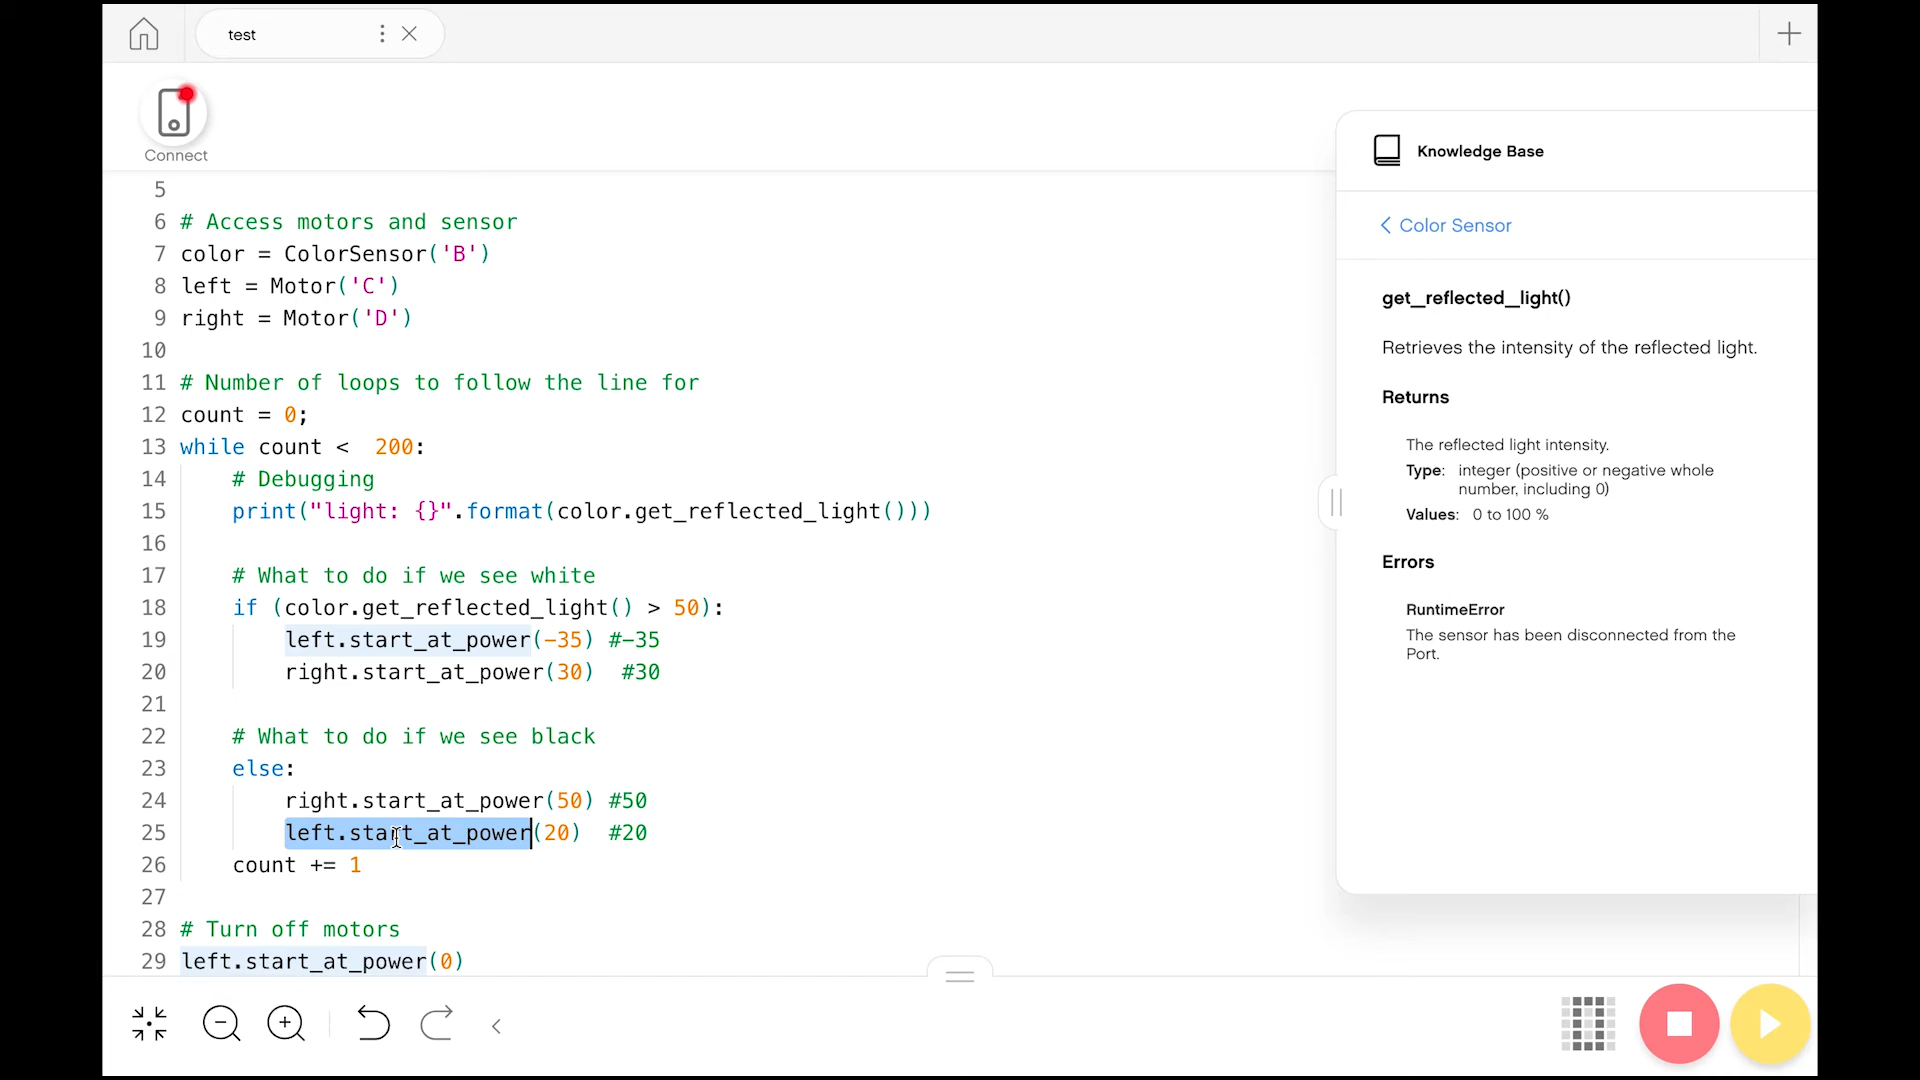 test
Connect
5
6 # Access motors and sensor
7 color = ColorSensor('B')
8 left = Motor('C')
9 right = Motor('D')
10
11 # Number of loops to follow the line for
12 count = 0;
13 while count <  200:
14     # Debugging
15     print("light: {}".format(color.get_reflected_light()))
16
17     # What to do if we see white
18     if (color.get_reflected_light() > 50):
19         left.start_at_power(-35) #-35
20         right.start_at_power(30)  #30
21
22     # What to do if we see black
23     else:
24         right.start_at_power(50) #50
25         left.start_at_power(20)  #20
26     count += 1
27
28 # Turn off motors
29 left.start_at_power(0)
Knowledge Base
Color Sensor
get_reflected_light()
Retrieves the intensity of the reflected light.
Returns
The reflected light intensity.
Type: integer (positive or negative whole
number, including 0)
Values: 0 to 100 %
Errors
RuntimeError
The sensor has been disconnected from the
Port.